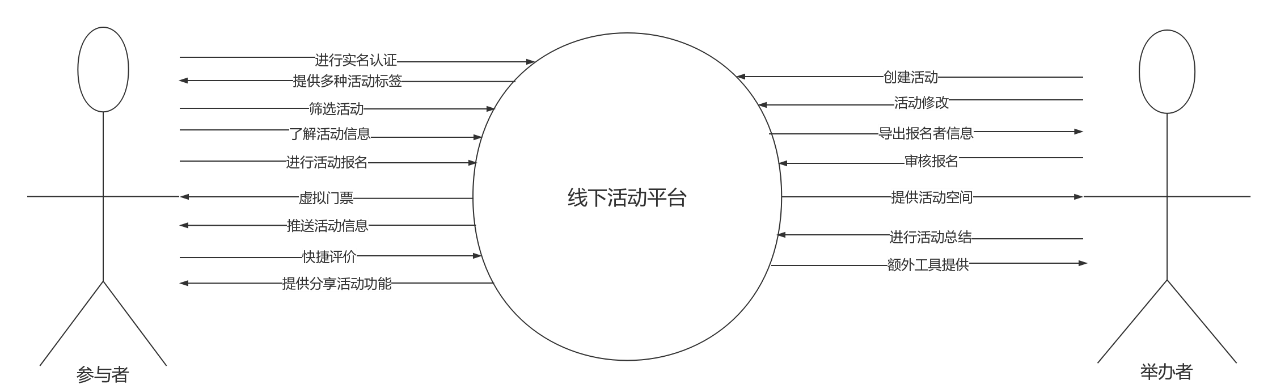 进行实名认证
提供多种活动标签
筛选活动
了解活动信息
进行活动报名
虚拟门票
推送活动信息
快捷评价
提供分享活动功能
参与者
线下活动平台
创建活动
活动修改
导出报名者信息
审核报名
提供活动空间
进行活动总结
额外工具提供
举办者